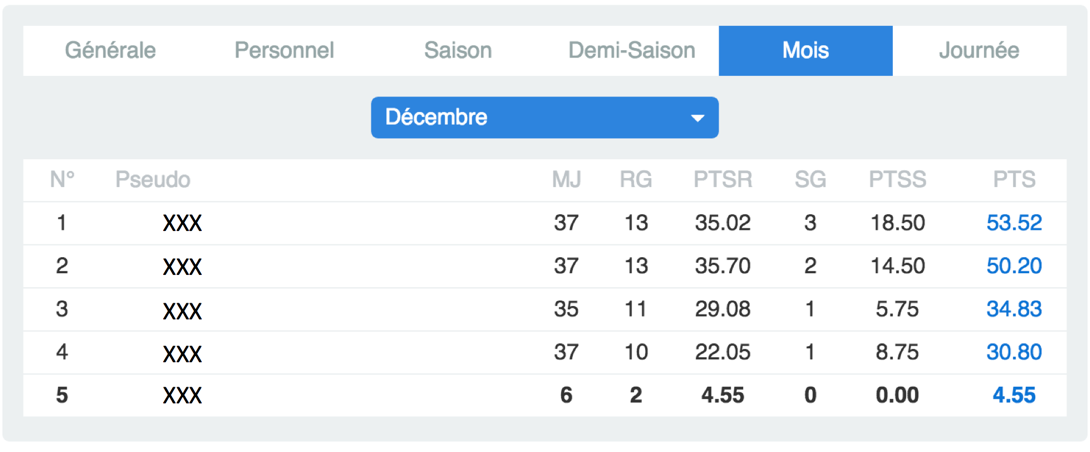 Générale Personnel Saison Demi-Saison Mois Journée
Décembre
N° Pseudo MJ RG PTSR SG PTSS PTS
1 XXX 37 13 35.02 3 18.50 53.52
2 XXX 37 13 35.70 2 14.50 50.20
3 XXX 35 11 29.08 1 5.75 34.83
4 XXX 37 10 22.05 1 8.75 30.80
5 XXX 6 2 4.55 0 0.00 4.55